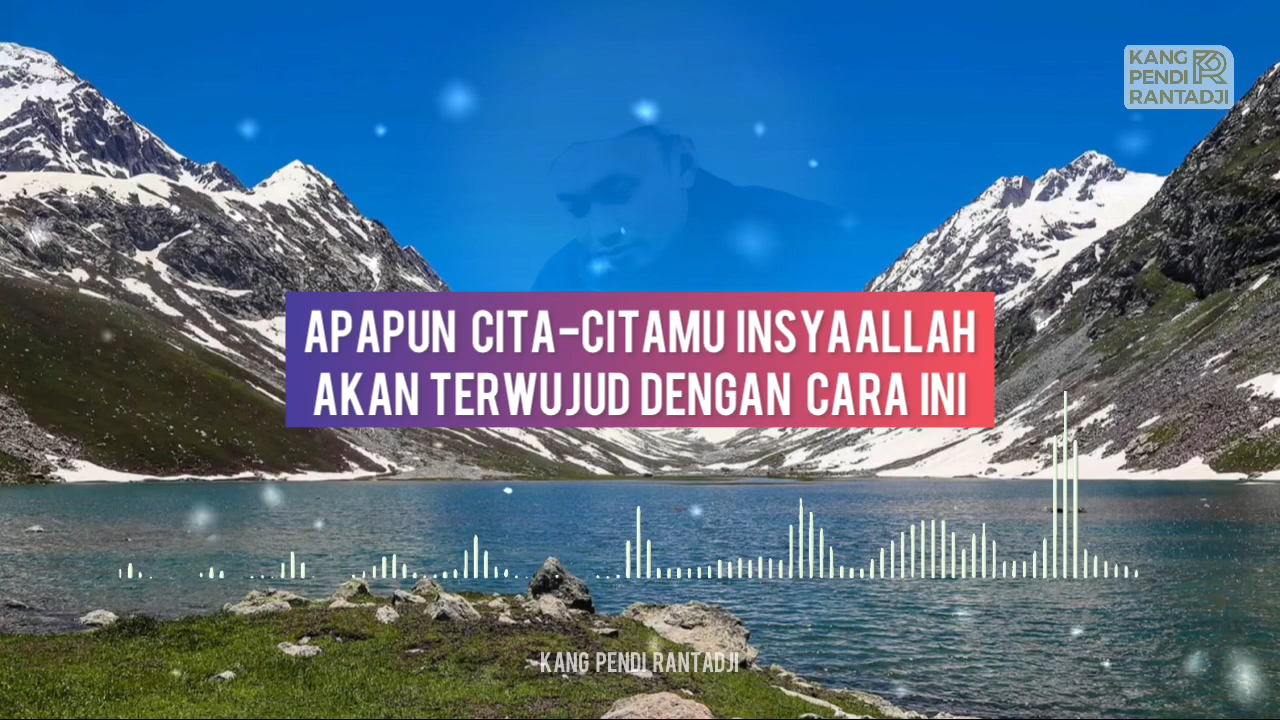 KANG
PENDI
RANTADJI
APAPUN CITA-CITAMU INSYAALLAH
AKAN TERWUJUD DENGAN CARA INI
KANG PENDI RANTADJI